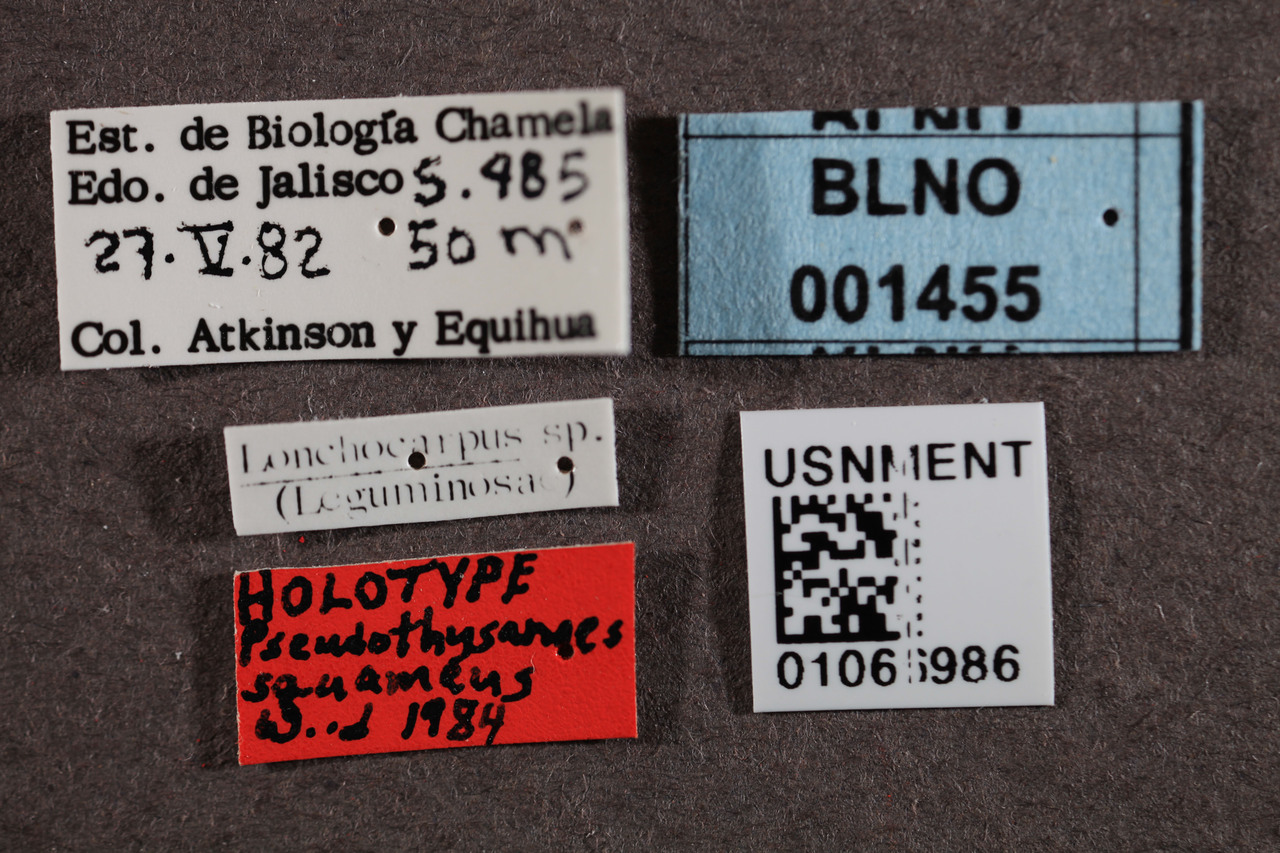 Est. de Biología Chamela
Edo. de Jalisco S.485
27.V.82 50 m
Col. Atkinson y Equihua
BLNO
001455
Lonchocarpus sp.
(Leguminosae)
USNMENT
01066986
HOLOTYPE
Pseudothysanoes
squameus
Wood 1984